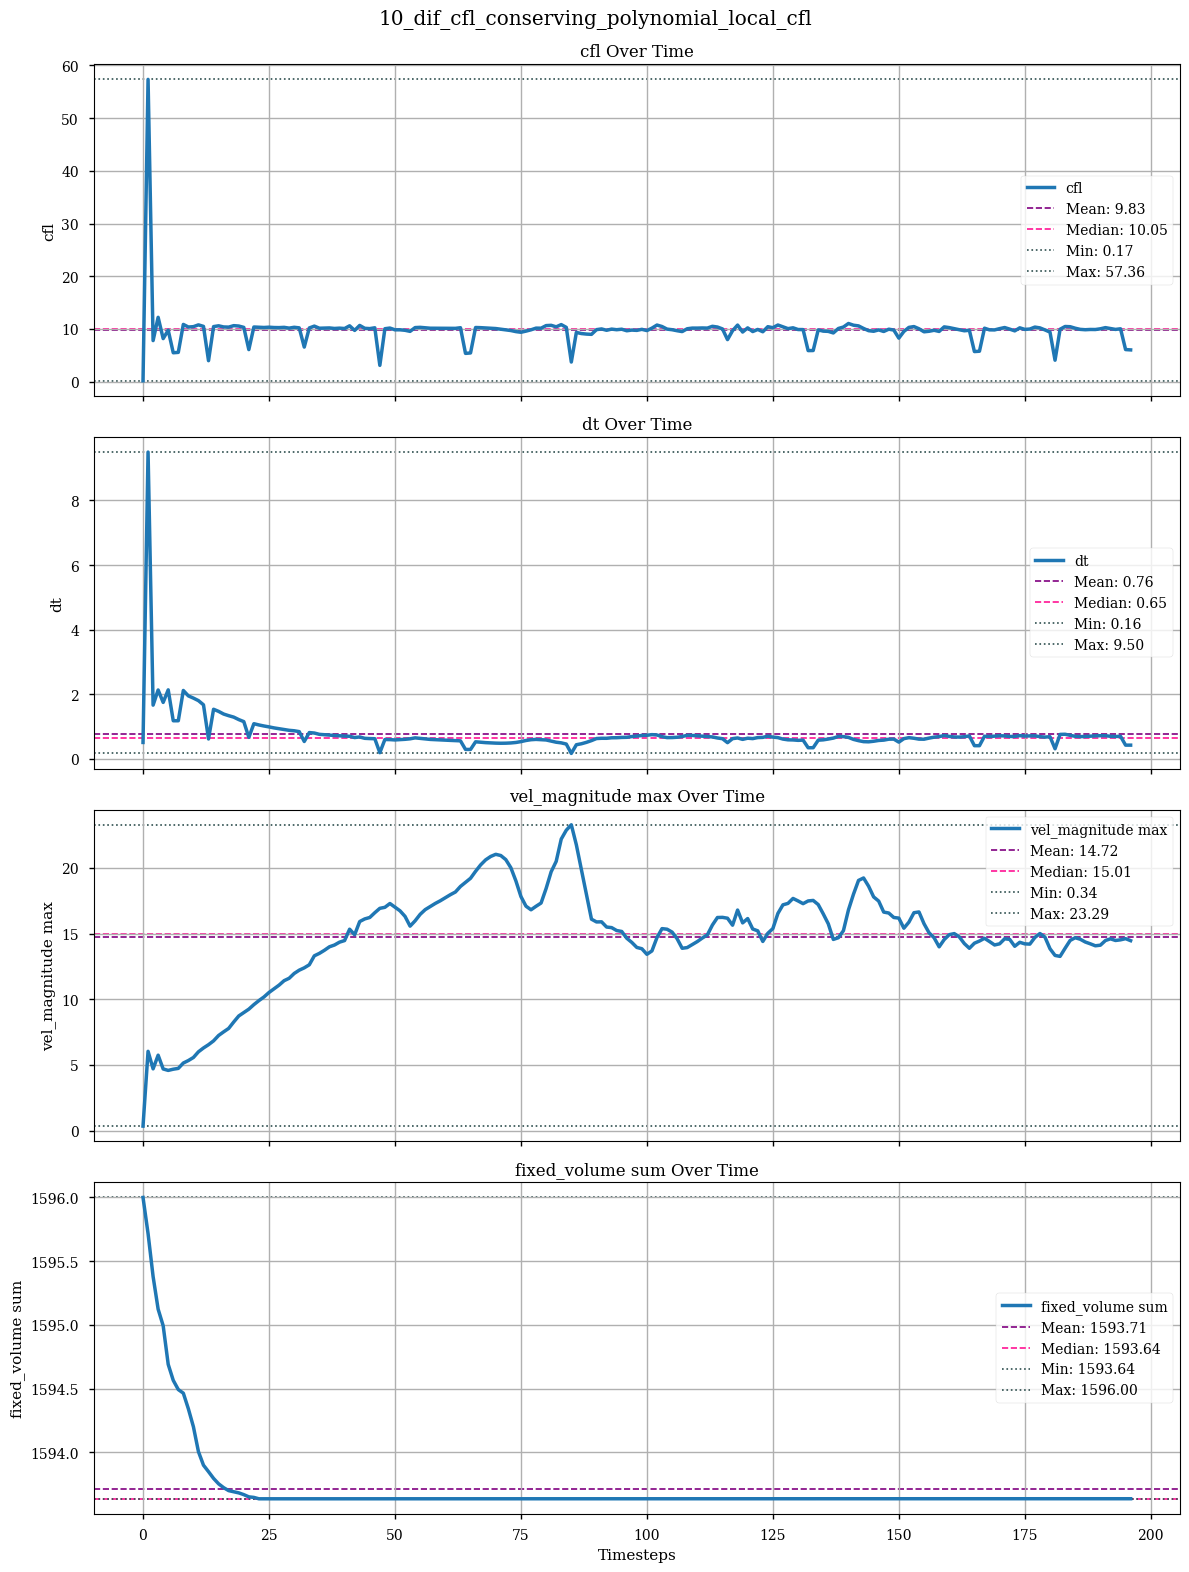 10_dif_cfl_conserving_polynomial_local_cfl
cfl Over Time
60
50
40
30
20
10
0
cfl
cfl
Mean: 9.83
Median: 10.05
Min: 0.17
Max: 57.36
dt Over Time
8
6
4
2
0
dt
dt
Mean: 0.76
Median: 0.65
Min: 0.16
Max: 9.50
vel_magnitude max Over Time
20
15
10
5
0
vel_magnitude max
vel_magnitude max
Mean: 14.72
Median: 15.01
Min: 0.34
Max: 23.29
fixed_volume sum Over Time
1596.0
1595.5
1595.0
1594.5
1594.0
fixed_volume sum
fixed_volume sum
Mean: 1593.71
Median: 1593.64
Min: 1593.64
Max: 1596.00
0 25 50 75 100 125 150 175 200
Timesteps